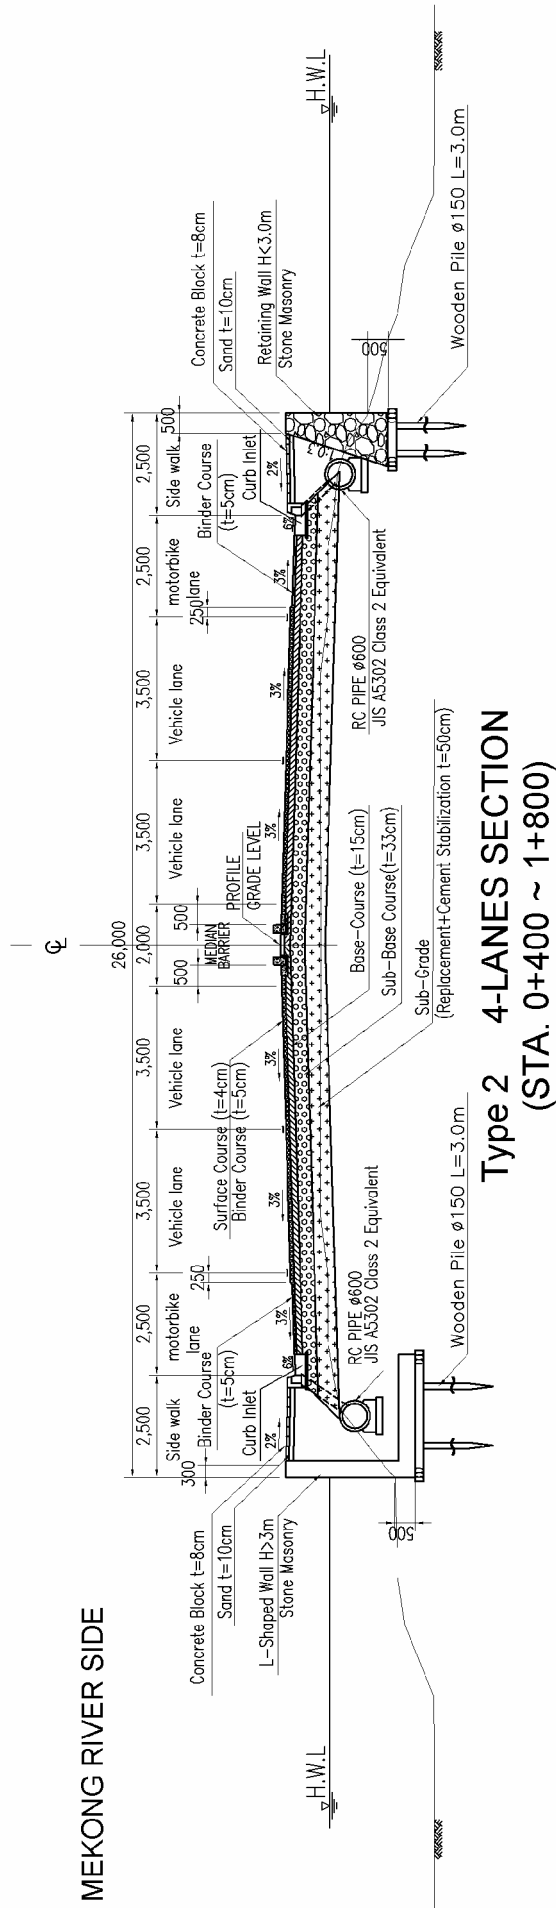 MEKONG RIVER SIDE
℄
26,000
2,500
2,500
3,500
3,500
2,000
3,500
3,500
2,500
2,500
300
Side walk
motorbike
lane
250
Vehicle lane
Vehicle lane
500
MEDIAN
BARRIER
500
Vehicle lane
Vehicle lane
250
motorbike
lane
Side walk
500
PROFILE
GRADE LEVEL
Concrete Block t=8cm
Sand t=10cm
L-Shaped Wall H>3m
Stone Masonry
Binder Course
(t=5cm)
Curb Inlet
2%
6%
3%
3%
3%
Surface Course (t=4cm)
Binder Course (t=5cm)
3%
3%
3%
6%
2%
Binder Course
(t=5cm)
Curb Inlet
Concrete Block t=8cm
Sand t=10cm
Retaining Wall H<3.0m
Stone Masonry
1:0.3
H.W.L
H.W.L
500
500
RC PIPE ø600
JIS A5302 Class 2 Equivalent
RC PIPE ø600
JIS A5302 Class 2 Equivalent
Base-Course (t=15cm)
Sub-Base Course(t=33cm)
Sub-Grade
(Replacement+Cement Stabilization t=50cm)
Wooden Pile ø150 L=3.0m
Wooden Pile ø150 L=3.0m
Type 2 4-LANES SECTION
(STA. 0+400 ~ 1+800)